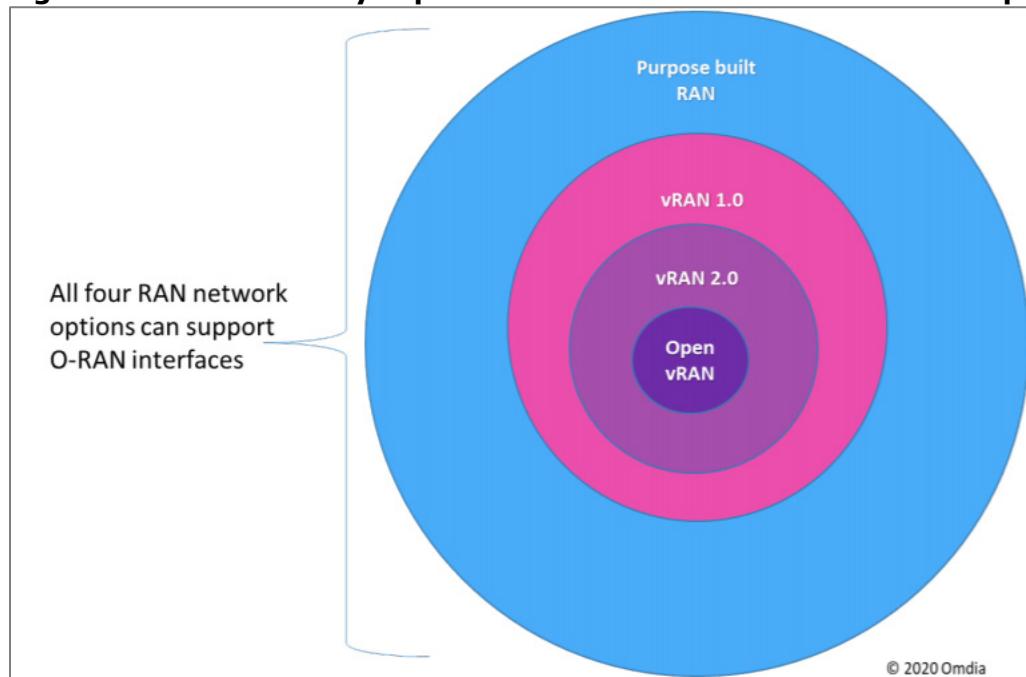 Purpose built
RAN
vRAN 1.0
vRAN 2.0
Open
vRAN
All four RAN network
options can support
O-RAN interfaces
© 2020 Omdia